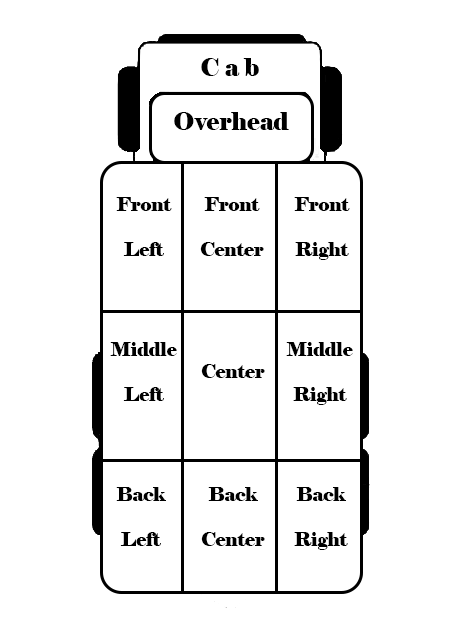 Cab
Overhead
Front
Left
Front
Center
Front
Right
Middle
Left
Center
Middle
Right
Back
Left
Back
Center
Back
Right